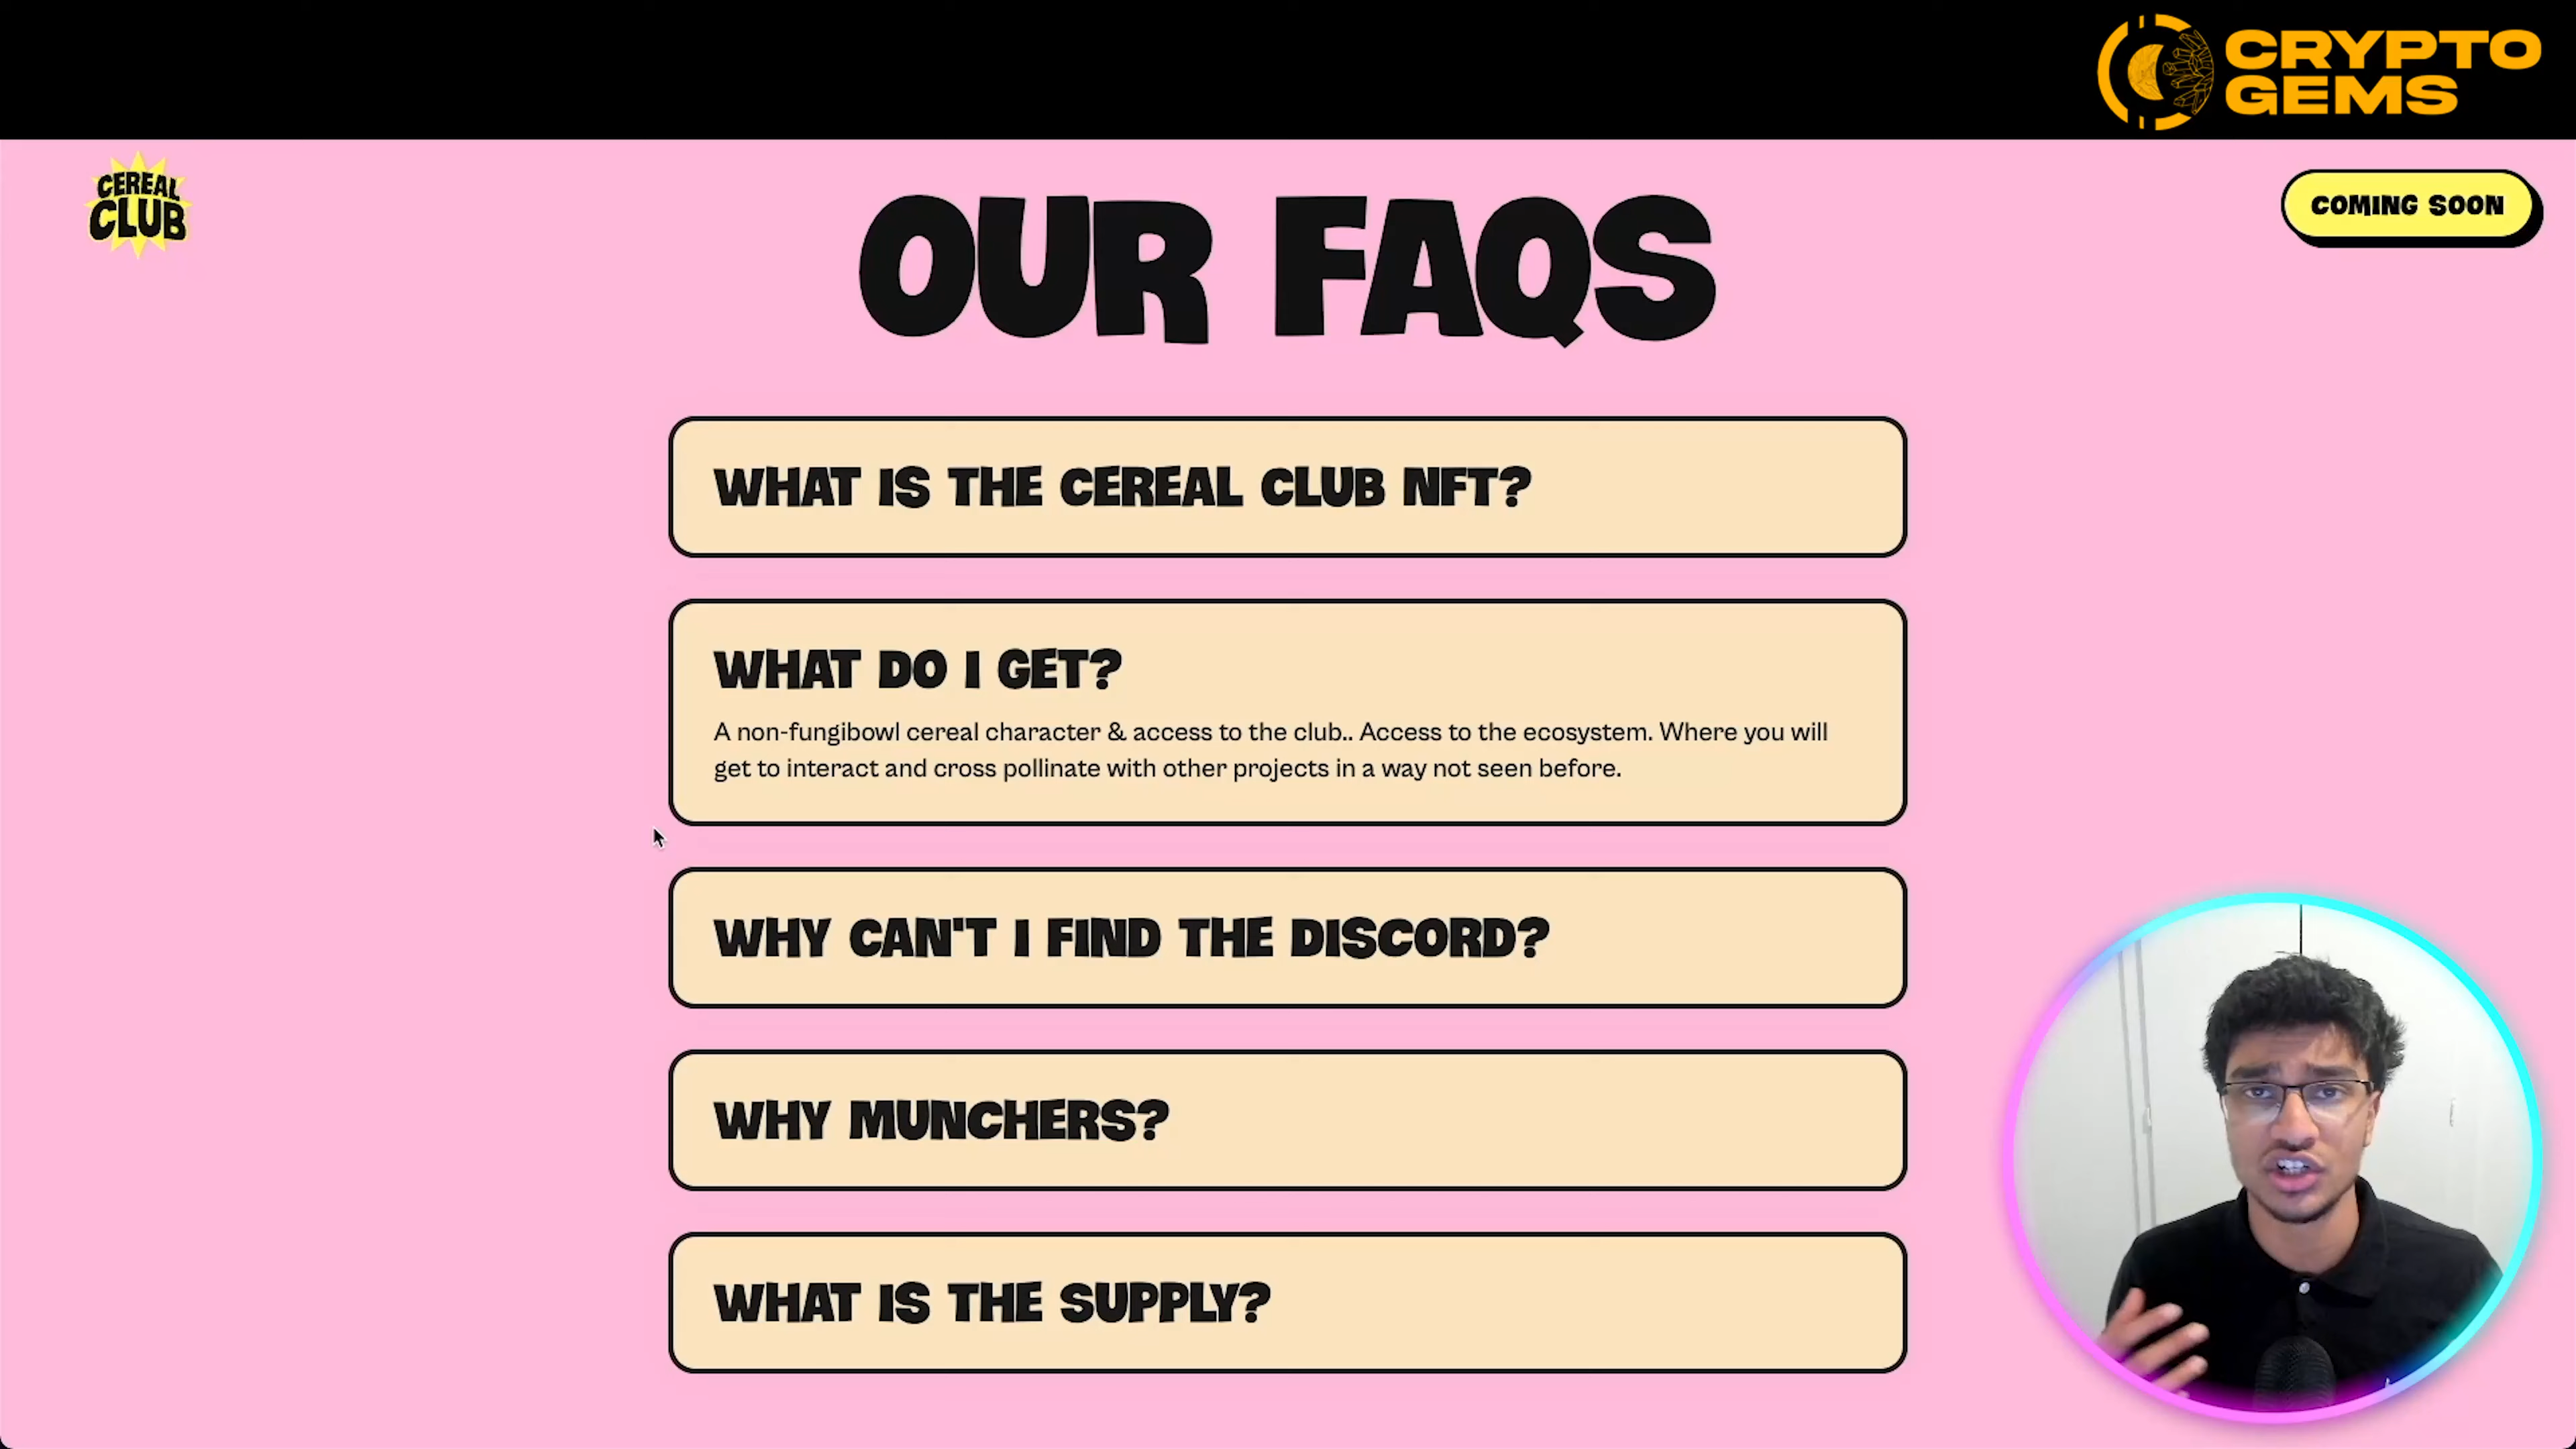 CRYPTO
GEMS
CEREAL
CLUB
OUR FAQS
COMING SOON
WHAT IS THE CEREAL CLUB NFT?
WHAT DO I GET?
A non-fungibowl cereal character & access to the club.. Access to the ecosystem. Where you will
get to interact and cross pollinate with other projects in a way not seen before.
WHY CAN'T I FIND THE DISCORD?
WHY MUNCHERS?
WHAT IS THE SUPPLY?